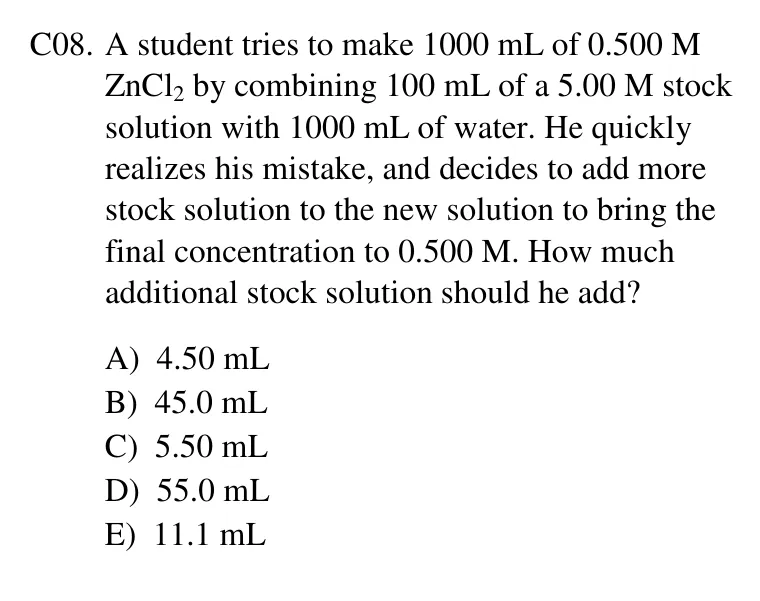 C08. A student tries to make 1000 mL of 0.500 M
ZnCl₂ by combining 100 mL of a 5.00 M stock
solution with 1000 mL of water. He quickly
realizes his mistake, and decides to add more
stock solution to the new solution to bring the
final concentration to 0.500 M. How much
additional stock solution should he add?
A) 4.50 mL
B) 45.0 mL
C) 5.50 mL
D) 55.0 mL
E) 11.1 mL